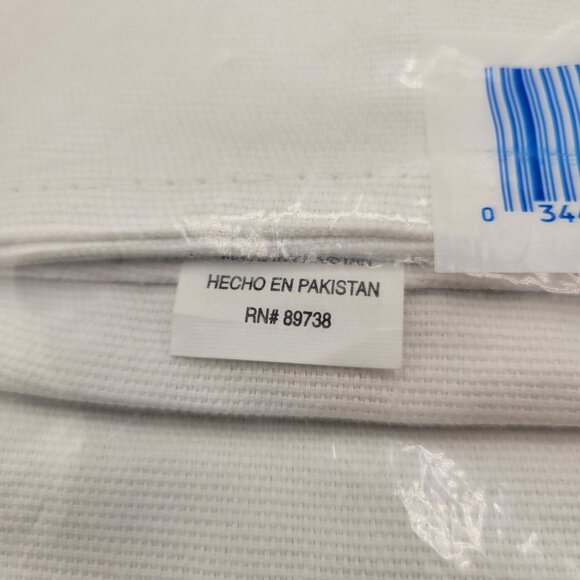 HECHO EN PAKISTAN
RN# 89738
0 34